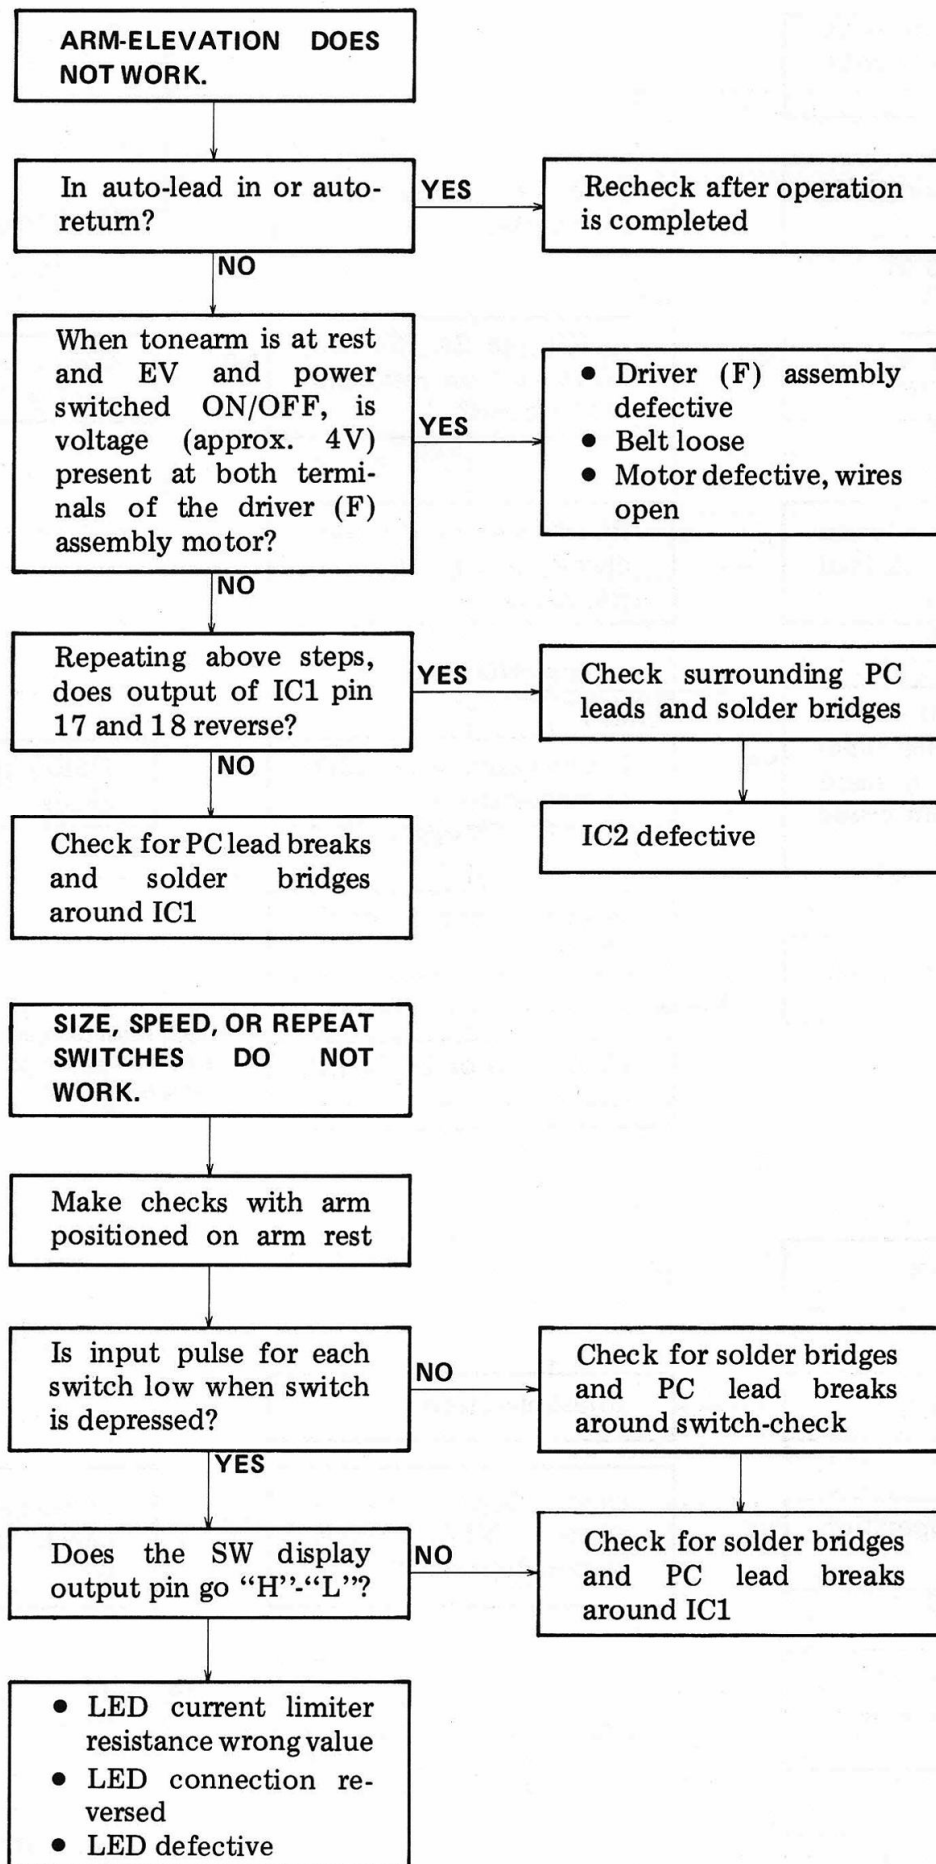 ARM-ELEVATION DOES
NOT WORK.
In auto-lead in or auto-
return?
YES
Recheck after operation
is completed
NO
When tonearm is at rest
and EV and power
switched ON/OFF, is
voltage (approx. 4V)
present at both termi-
nals of the driver (F)
assembly motor?
YES
● Driver (F) assembly
defective
● Belt loose
● Motor defective, wires
open
NO
Repeating above steps,
does output of IC1 pin
17 and 18 reverse?
YES
Check surrounding PC
leads and solder bridges
NO
Check for PC lead breaks
and solder bridges
around IC1
IC2 defective
SIZE, SPEED, OR REPEAT
SWITCHES DO NOT
WORK.
Make checks with arm
positioned on arm rest
Is input pulse for each
switch low when switch
is depressed?
NO
Check for solder bridges
and PC lead breaks
around switch-check
YES
Does the SW display
output pin go “H”-“L”?
NO
Check for solder bridges
and PC lead breaks
around IC1
● LED current limiter
resistance wrong value
● LED connection re-
versed
● LED defective